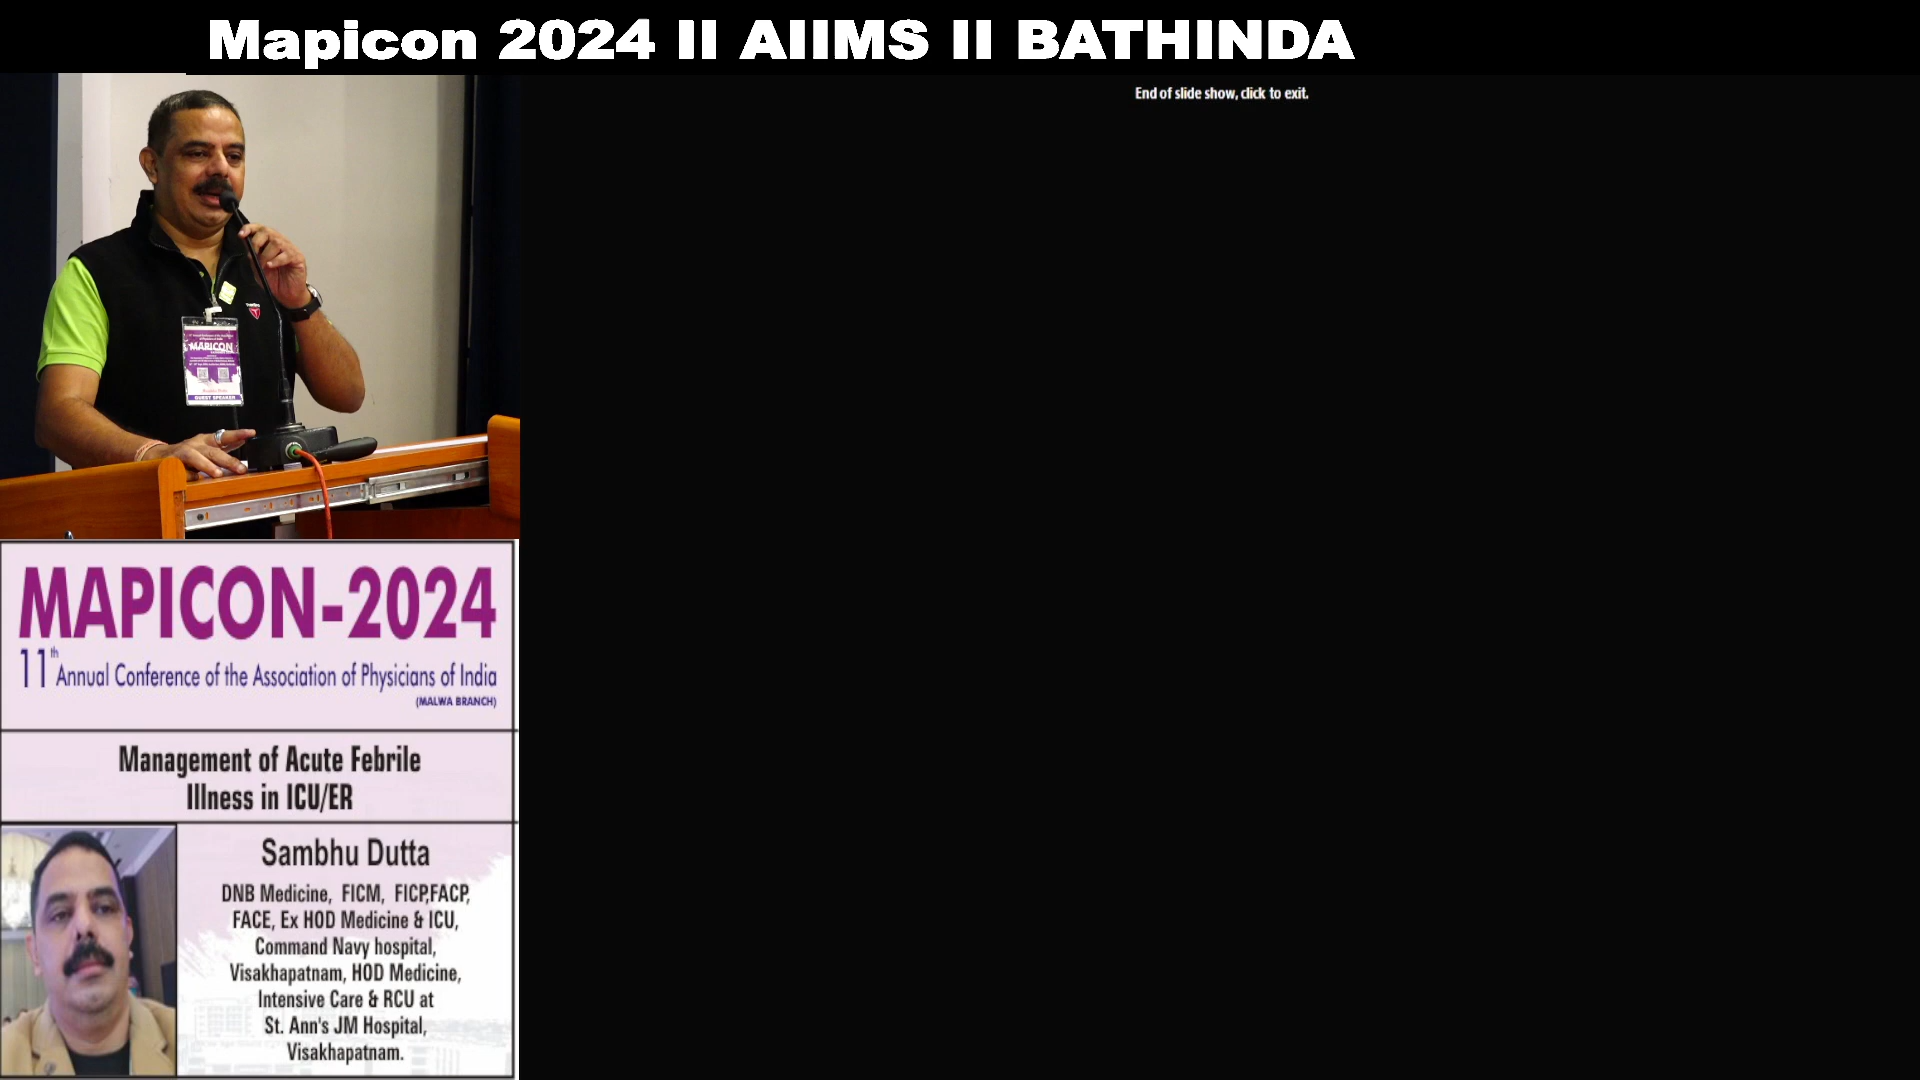 Mapicon 2024 II AIIMS II BATHINDA
End of slide show, click to exit.
MAPICON
GUEST SPEAKER
MAPICON-2024
11th Annual Conference of the Association of Physicians of India
(MALWA BRANCH)
Management of Acute Febrile
Illness in ICU/ER
Sambhu Dutta
DNB Medicine, FICM, FICP,FACP,
FACE, Ex HOD Medicine & ICU,
Command Navy hospital,
Visakhapatnam, HOD Medicine,
Intensive Care & RCU at
St. Ann's JM Hospital,
Visakhapatnam.